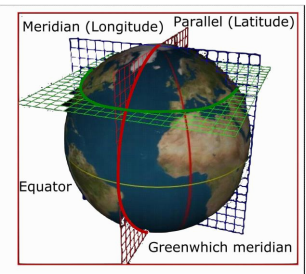 Meridian (Longitude)
Parallel (Latitude)
Equator
Greenwhich meridian